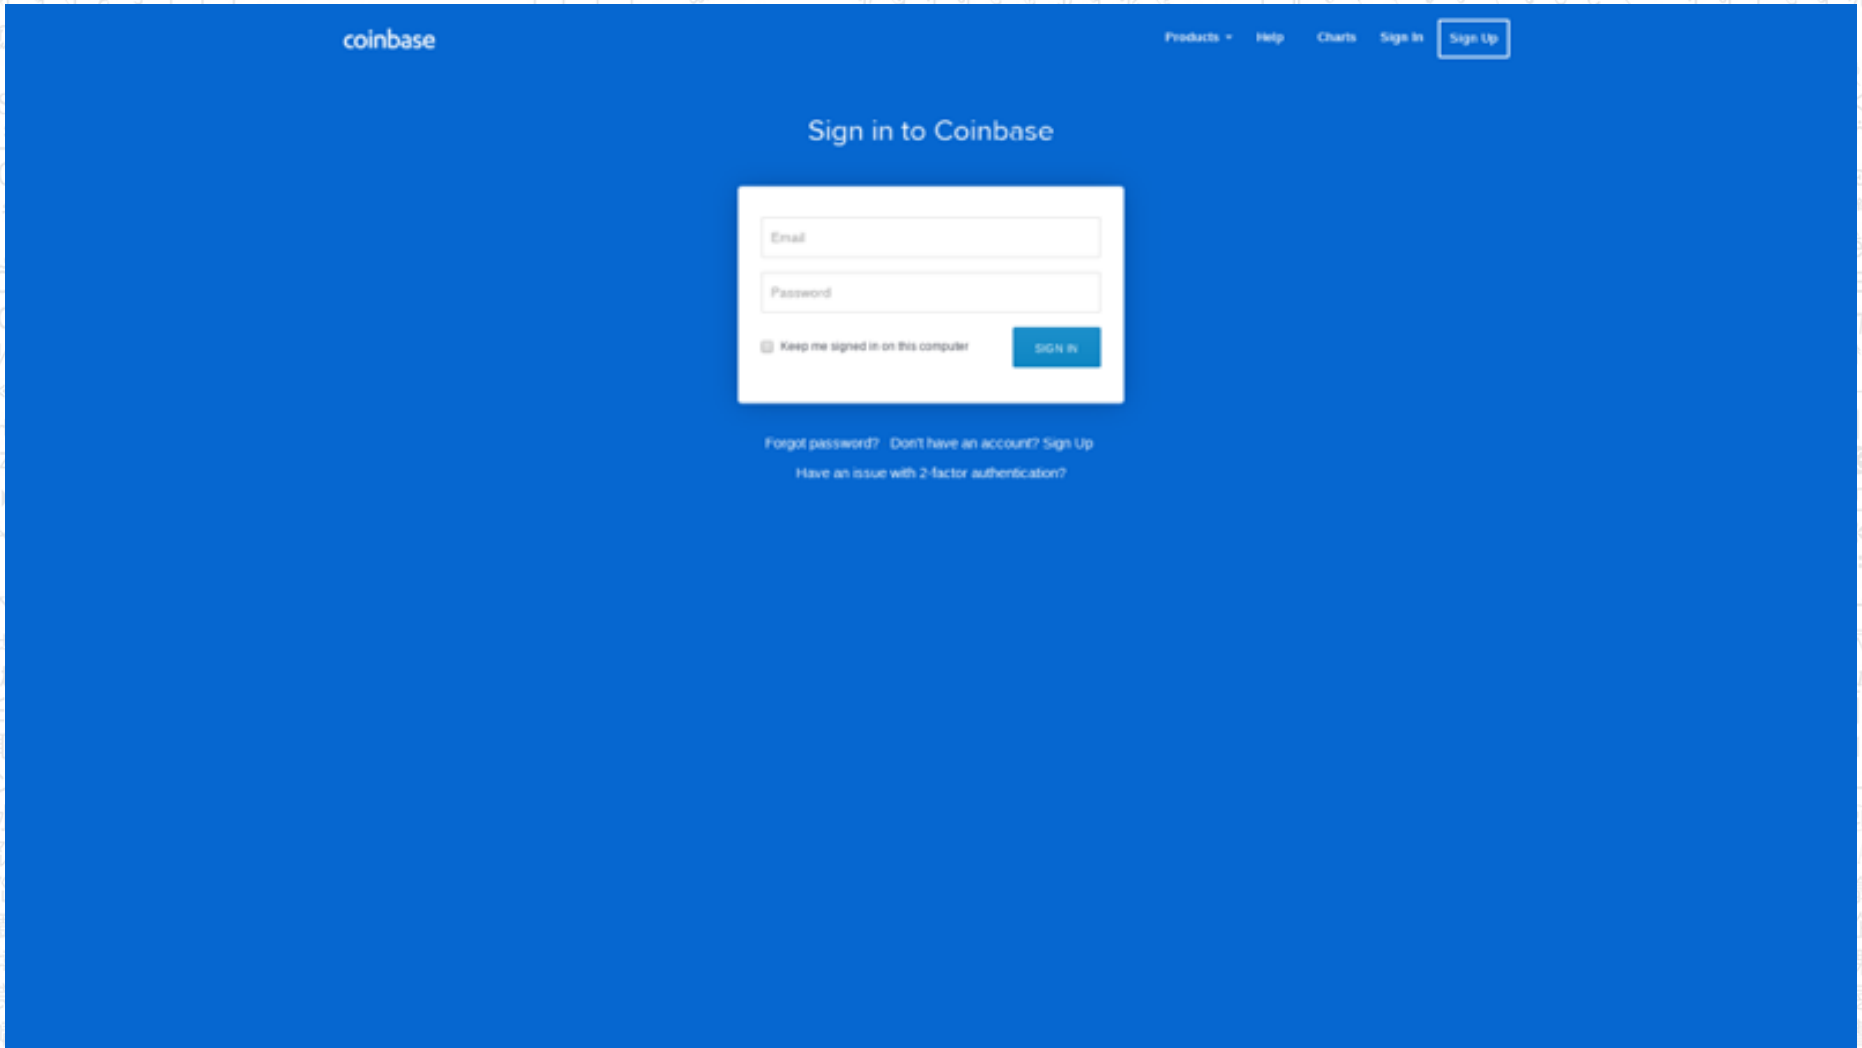 coinbase
Products Help Charts Sign In Sign Up
Sign in to Coinbase
Email
Password
Keep me signed in on this computer SIGN IN
Forgot password? Don't have an account? Sign Up
Have an issue with 2-factor authentication?